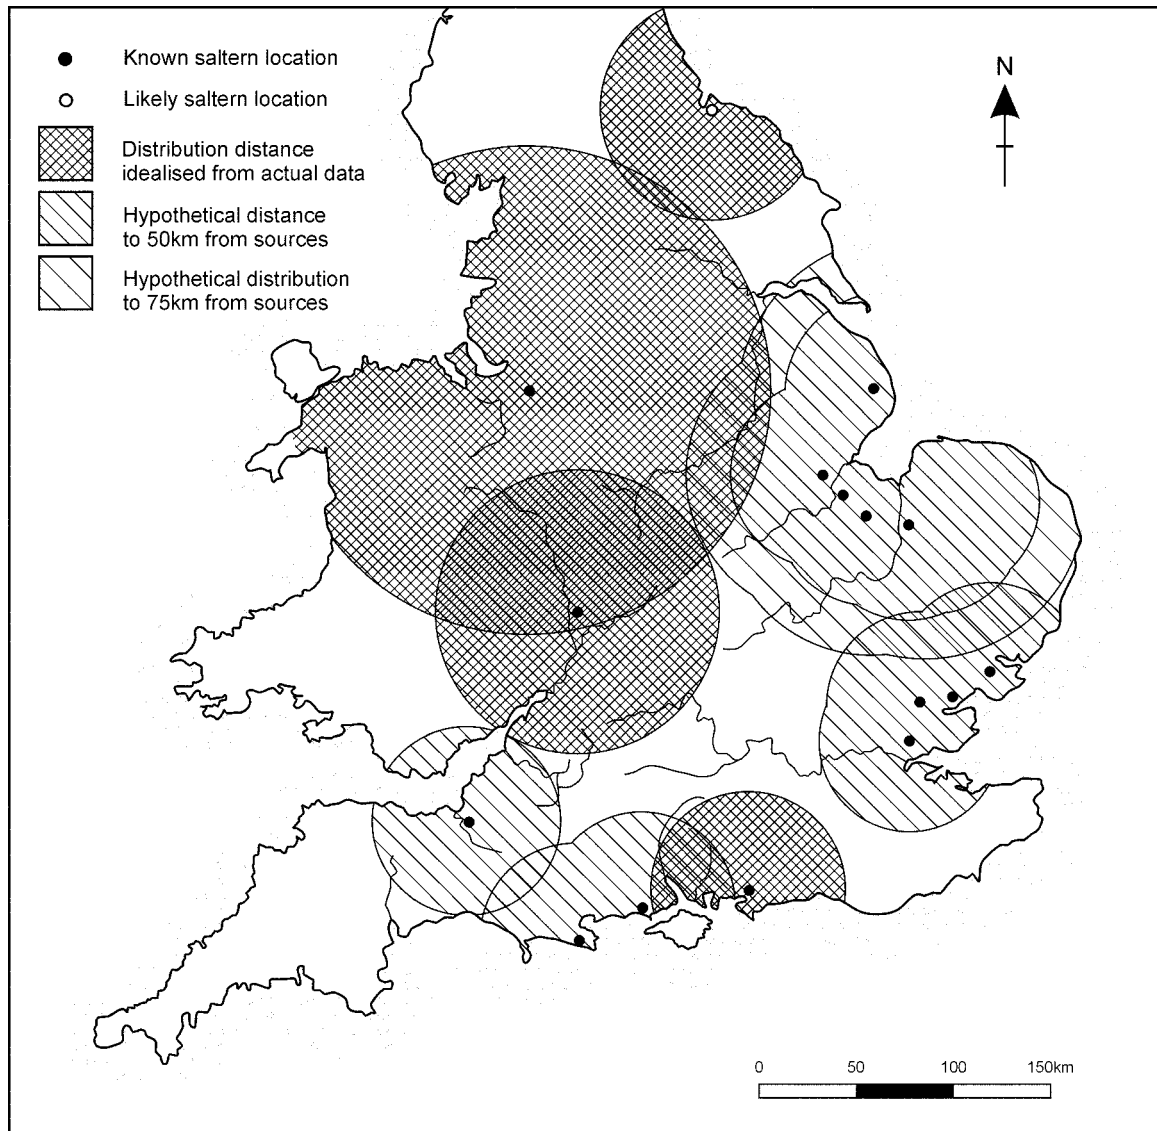 Known saltern location
Likely saltern location
Distribution distance
idealised from actual data
Hypothetical distance
to 50km from sources
Hypothetical distribution
to 75km from sources
N
0 50 100 150km